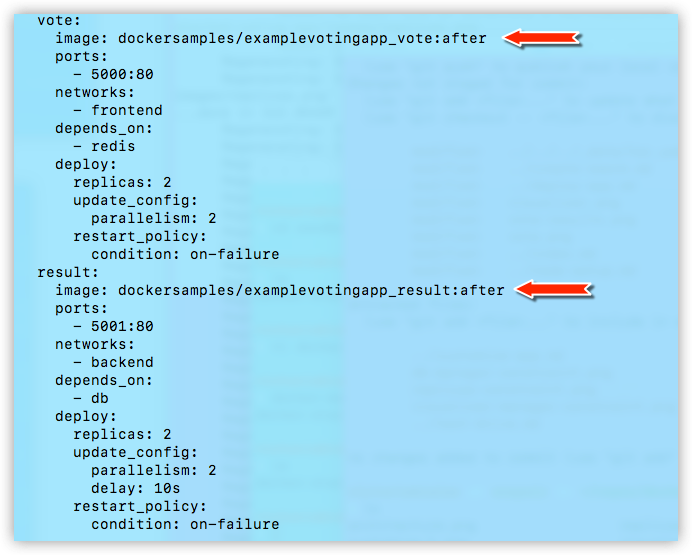 vote:
image: dockersamples/examplevotingapp_vote:after
ports:
- 5000:80
networks:
- frontend
depends_on:
- redis
deploy:
replicas: 2
update_config:
parallelism: 2
restart_policy:
condition: on-failure
result:
image: dockersamples/examplevotingapp_result:after
ports:
- 5001:80
networks:
- backend
depends_on:
- db
deploy:
replicas: 2
update_config:
parallelism: 2
delay: 10s
restart_policy:
condition: on-failure